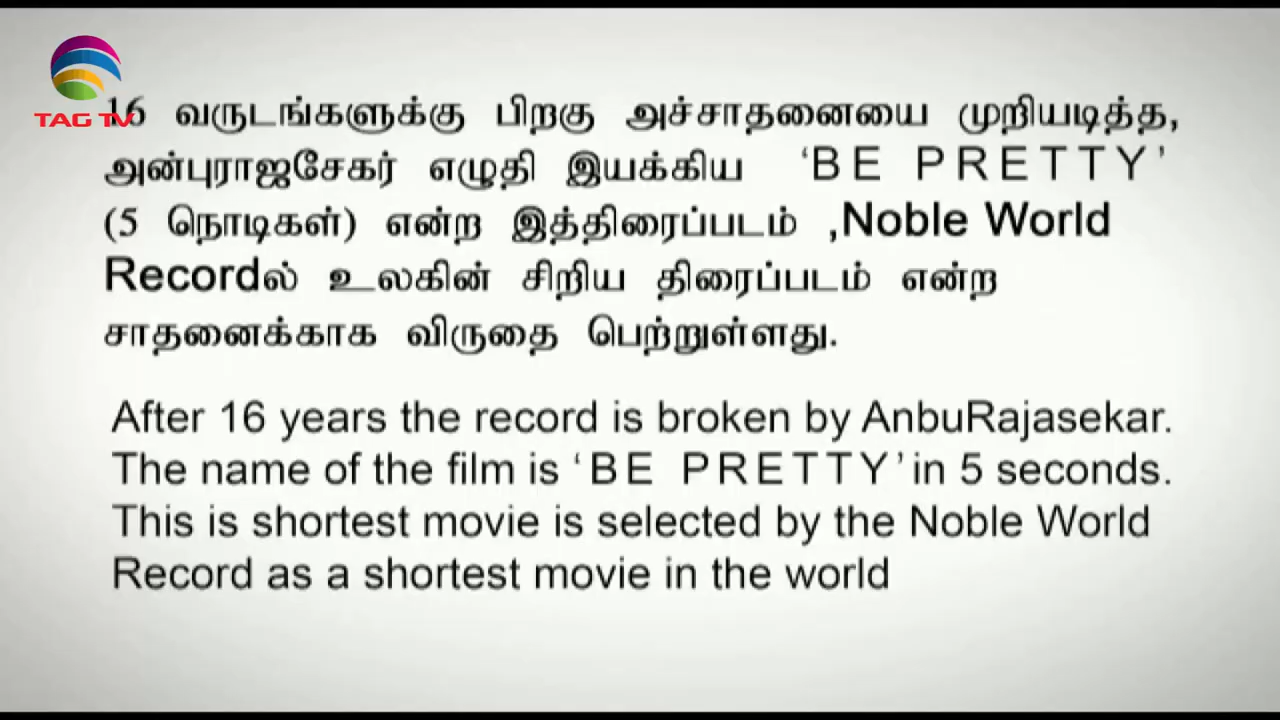 TAG TV
16 வருடங்களுக்கு பிறகு அச்சாதனையை முறியடித்த,
அன்புராஜசேகர் எழுதி இயக்கிய ‘BE PRETTY’
(5 நொடிகள்) என்ற இத்திரைப்படம் ,Noble World
Recordல் உலகின் சிறிய திரைப்படம் என்ற
சாதனைக்காக விருதை பெற்றுள்ளது.
After 16 years the record is broken by AnbuRajasekar.
The name of the film is ‘BE PRETTY’ in 5 seconds.
This is shortest movie is selected by the Noble World
Record as a shortest movie in the world